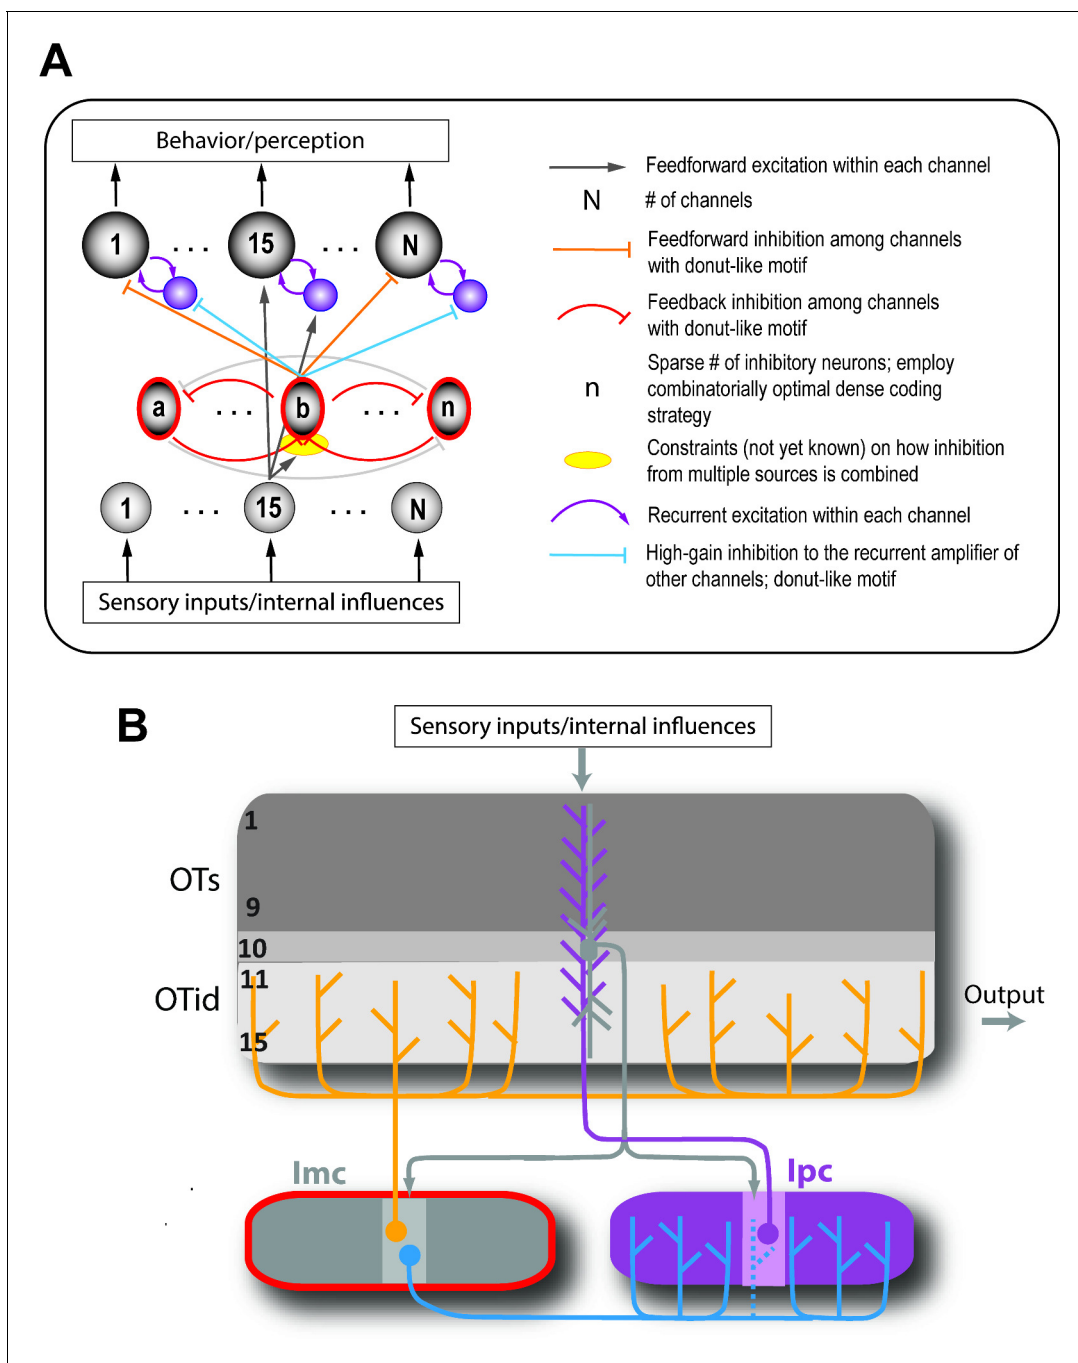 A
Behavior/perception
1 . . . 15 . . . N
a . . . b . . . n
1 . . . 15 . . . N
Sensory inputs/internal influences
Feedforward excitation within each channel
N # of channels
Feedforward inhibition among channels
with donut-like motif
Feedback inhibition among channels
with donut-like motif
n Sparse # of inhibitory neurons; employ
combinatorially optimal dense coding
strategy
Constraints (not yet known) on how inhibition
from multiple sources is combined
Recurrent excitation within each channel
High-gain inhibition to the recurrent amplifier of
other channels; donut-like motif
B
Sensory inputs/internal influences
1
OTs
9
10
11
OTid
15
Output
Imc
Ipc